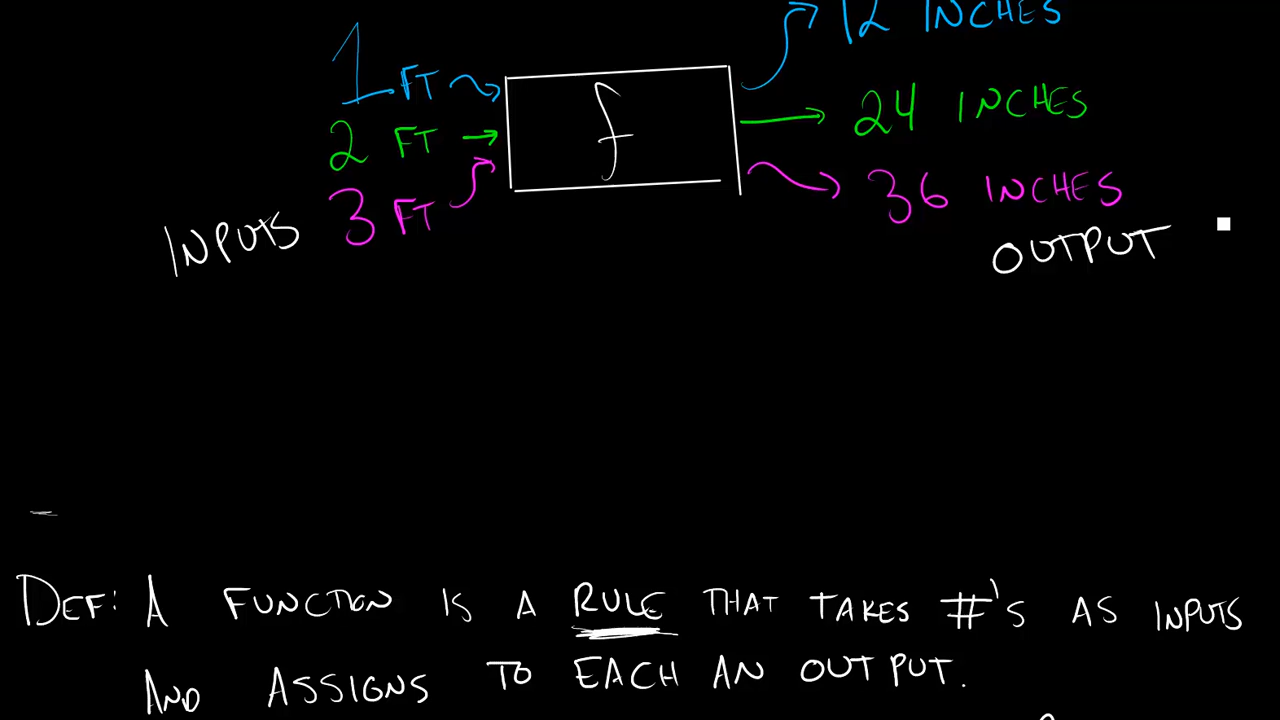 1 FT
12 INCHES
2 FT
f
24 INCHES
3 FT
36 INCHES
INPUTS
OUTPUT
DEF: A FUNCTION IS A RULE THAT TAKES #'S AS INPUTS
AND ASSIGNS TO EACH AN OUTPUT.